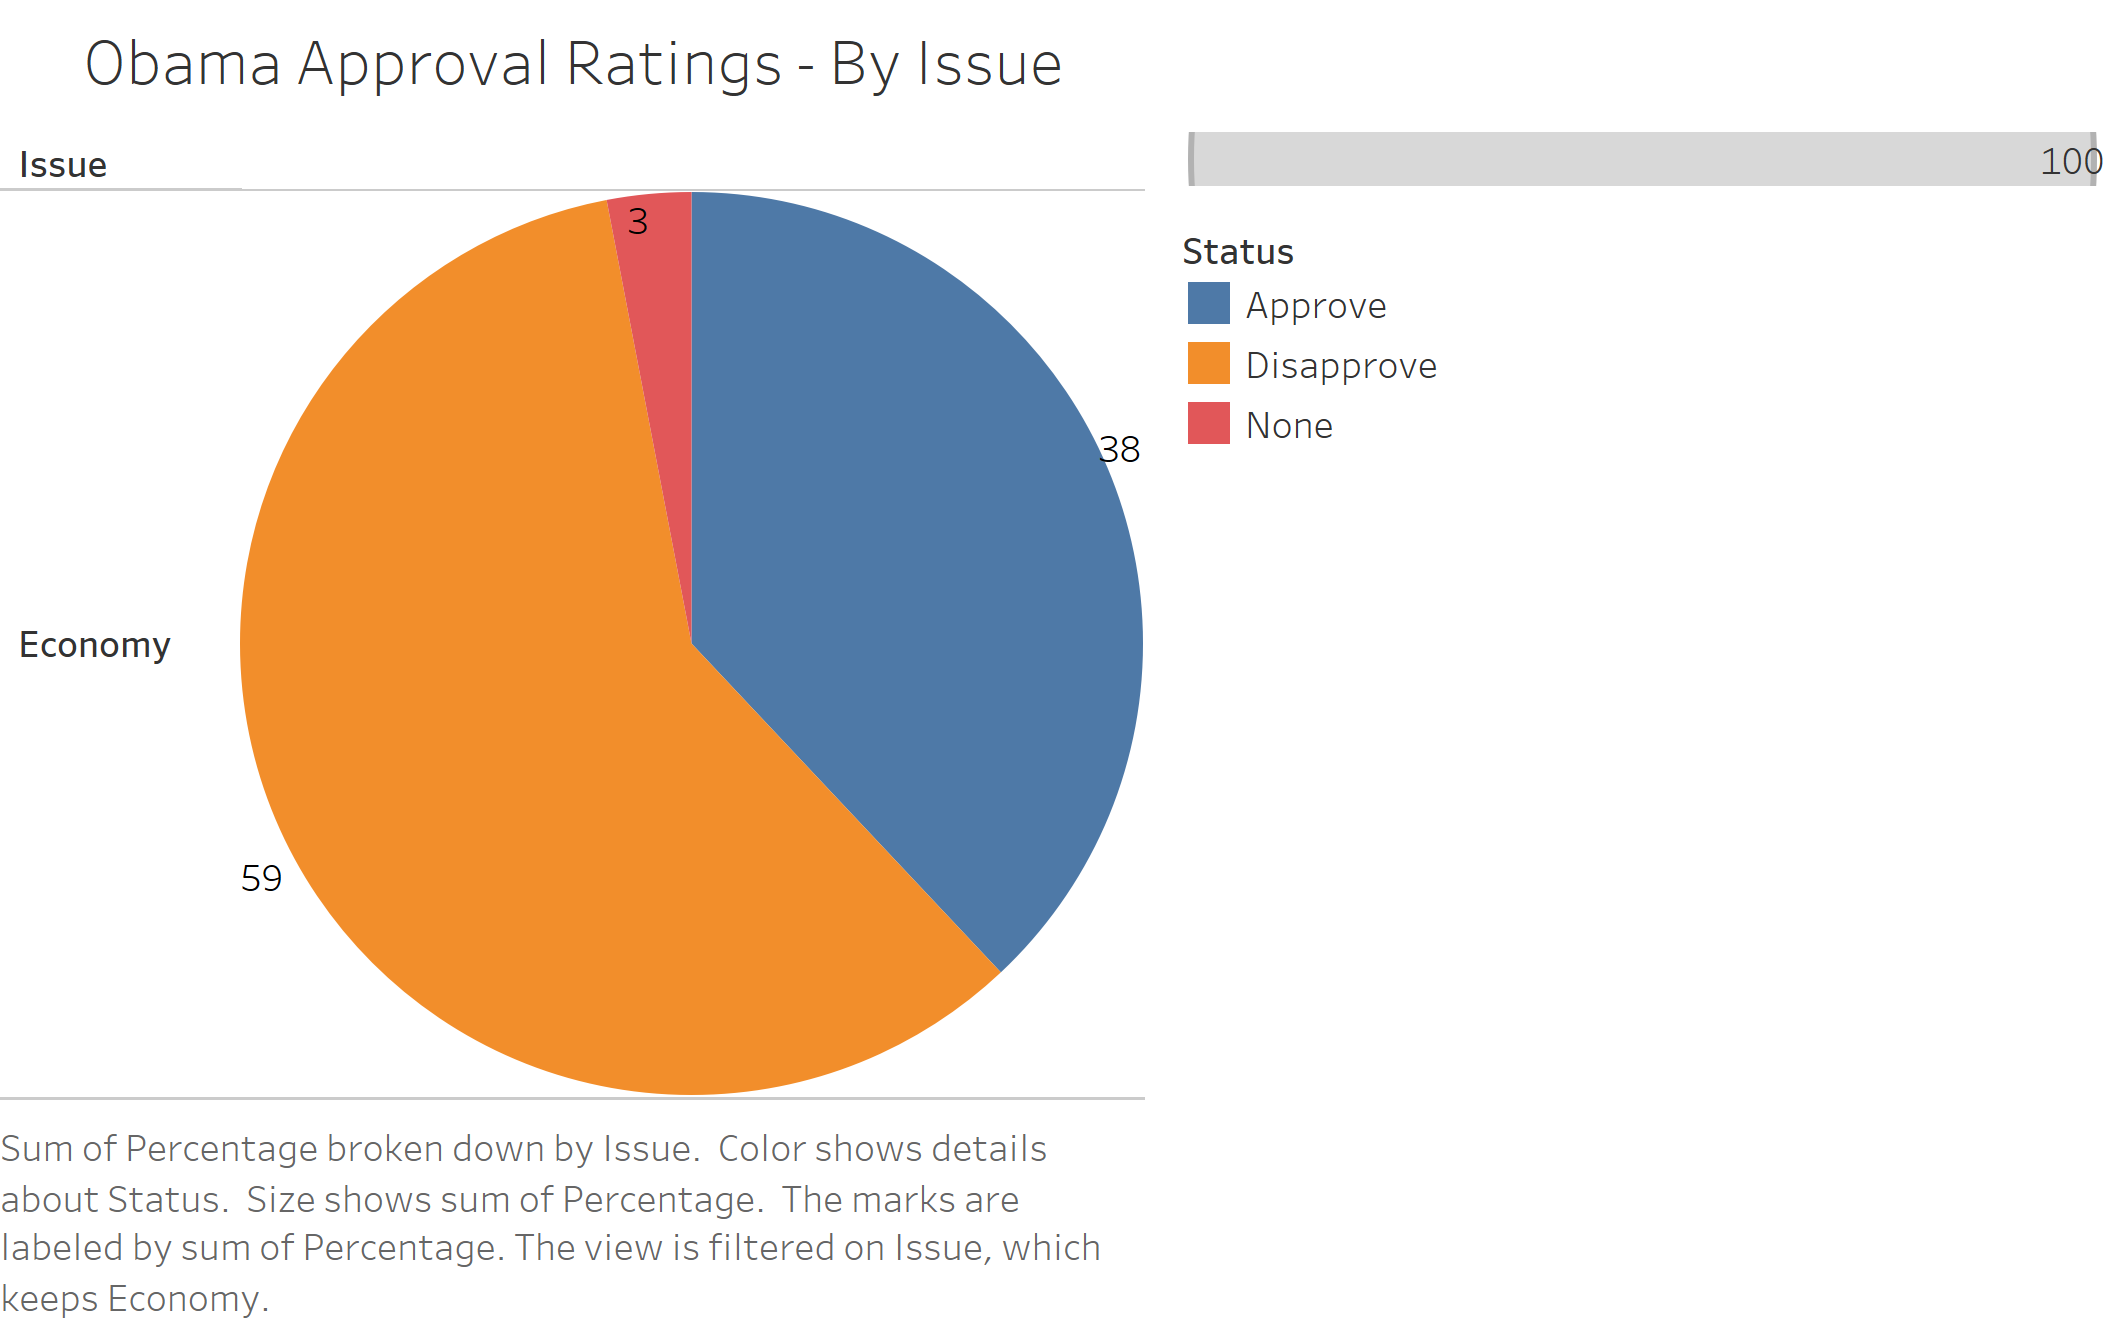 Obama Approval Ratings - By Issue
Issue
100
Status
Approve
Disapprove
None
3
38
Economy
59
Sum of Percentage broken down by Issue.  Color shows details
about Status.  Size shows sum of Percentage.  The marks are
labeled by sum of Percentage. The view is filtered on Issue, which
keeps Economy.